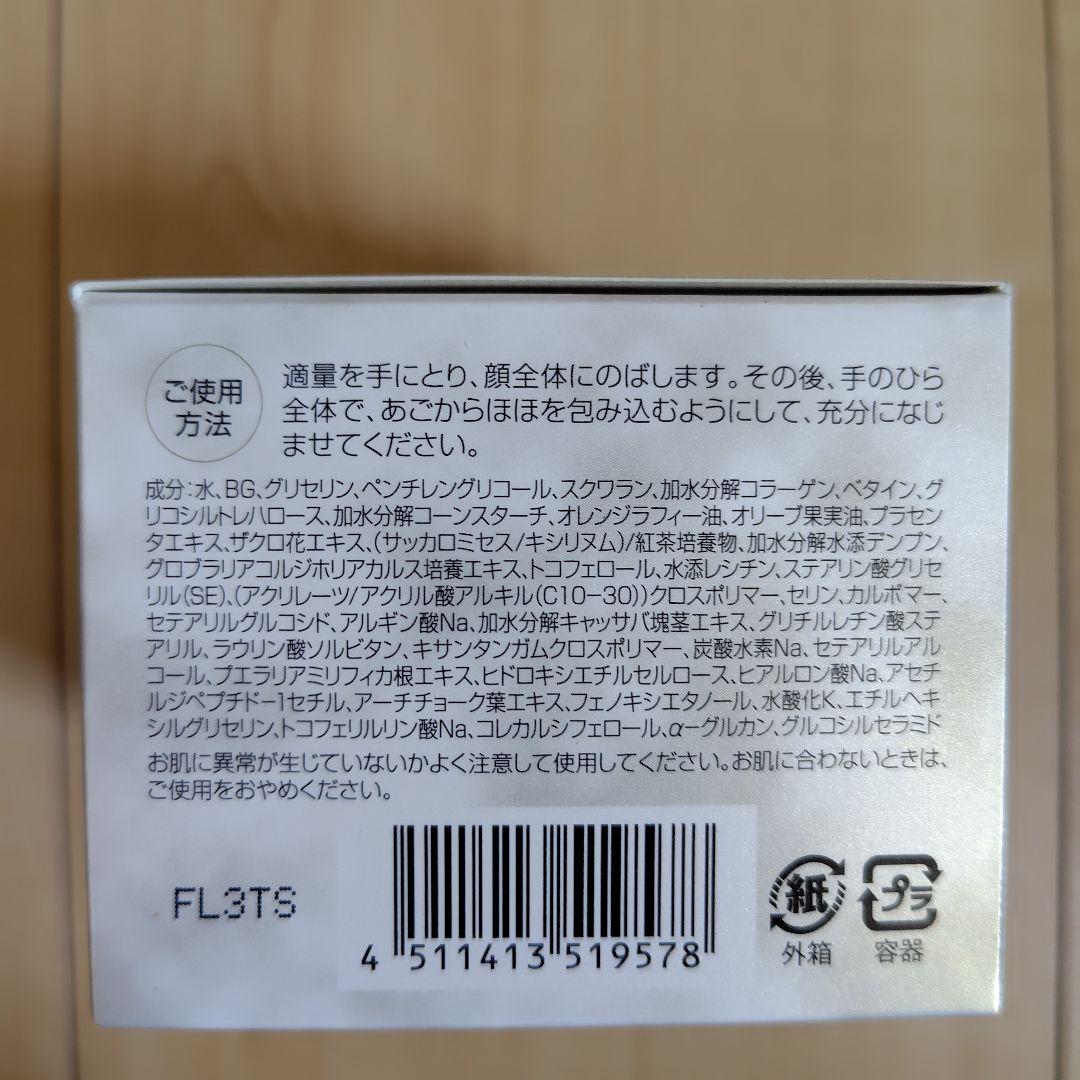 ご使用
方法
適量を手にとり、顔全体にのばします。その後、手のひら
全体で、あごからほほを包み込むようにして、充分になじ
ませてください。
成分：水、BG、グリセリン、ペンチレングリコール、スクワラン、加水分解コラーゲン、ベタイン、グ
リコシルトレハロース、加水分解コーンスターチ、オレンジラフィー油、オリーブ果実油、プラセン
タエキス、ザクロ花エキス、（サッカロミセス/キシリヌム）/紅茶培養物、加水分解水添デンプン、
グロブラリアコルジホリアカルス培養エキス、トコフェロール、水添レシチン、ステアリン酸グリセ
リル(SE)、(アクリレーツ/アクリル酸アルキル(C10-30))クロスポリマー、セリン、カルボマー、
セテアリルグルコシド、アルギン酸Na、加水分解キャッサバ塊茎エキス、グリチルレチン酸ステ
アリル、ラウリン酸ソルビタン、キサンタンガムクロスポリマー、炭酸水素Na、セテアリルアル
コール、プエラリアミリフィカ根エキス、ヒドロキシエチルセルロース、ヒアルロン酸Na、アセチ
ルジペプチド-1セチル、アーチチョーク葉エキス、フェノキシエタノール、水酸化K、エチルヘキ
シルグリセリン、トコフェリルリン酸Na、コレカルシフェロール、α-グルカン、グルコシルセラミド
お肌に異常が生じていないかよく注意して使用してください。お肌に合わないときは、
ご使用をおやめください。
FL3TS
4 511413 519578
紙
外箱
プラ
容器